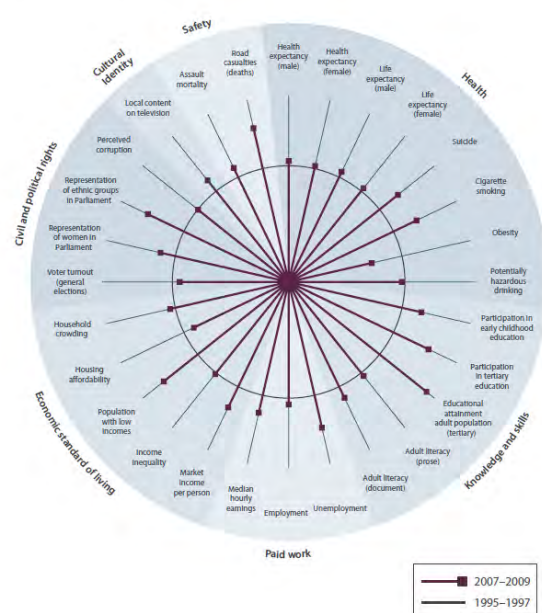 Safety
Cultural
Identity
Health
Civil and political rights
Economic standard of living
Knowledge and skills
Paid work
Road
casualties
(deaths)
Health
expectancy
(male)
Health
expectancy
(female)
Life
expectancy
(male)
Life
expectancy
(female)
Suicide
Cigarette
smoking
Obesity
Potentially
hazardous
drinking
Participation in
early childhood
education
Participation
in tertiary
education
Educational
attainment
adult population
(tertiary)
Adult literacy
(prose)
Adult literacy
(document)
Unemployment
Employment
Median
hourly
earnings
Market
income
per person
Income
inequality
Population
with low
incomes
Housing
affordability
Household
crowding
Voter turnout
(general
elections)
Representation
of women in
Parliament
Representation
of ethnic groups
in Parliament
Perceived
corruption
Local content
on television
Assault
mortality
2007–2009
1995–1997